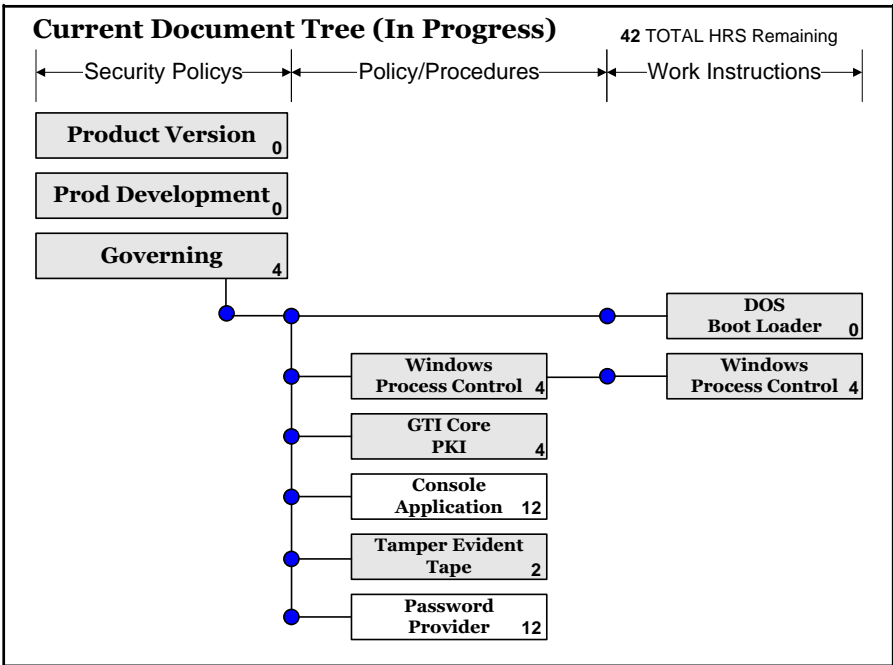 Current Document Tree (In Progress)
42 TOTAL HRS Remaining
Security Policys
Policy/Procedures
Work Instructions
Product Version
0
Prod Development
0
Governing
4
DOS
Boot Loader 0
Windows
Process Control 4
Windows
Process Control 4
GTI Core
PKI 4
Console
Application 12
Tamper Evident
Tape 2
Password
Provider 12